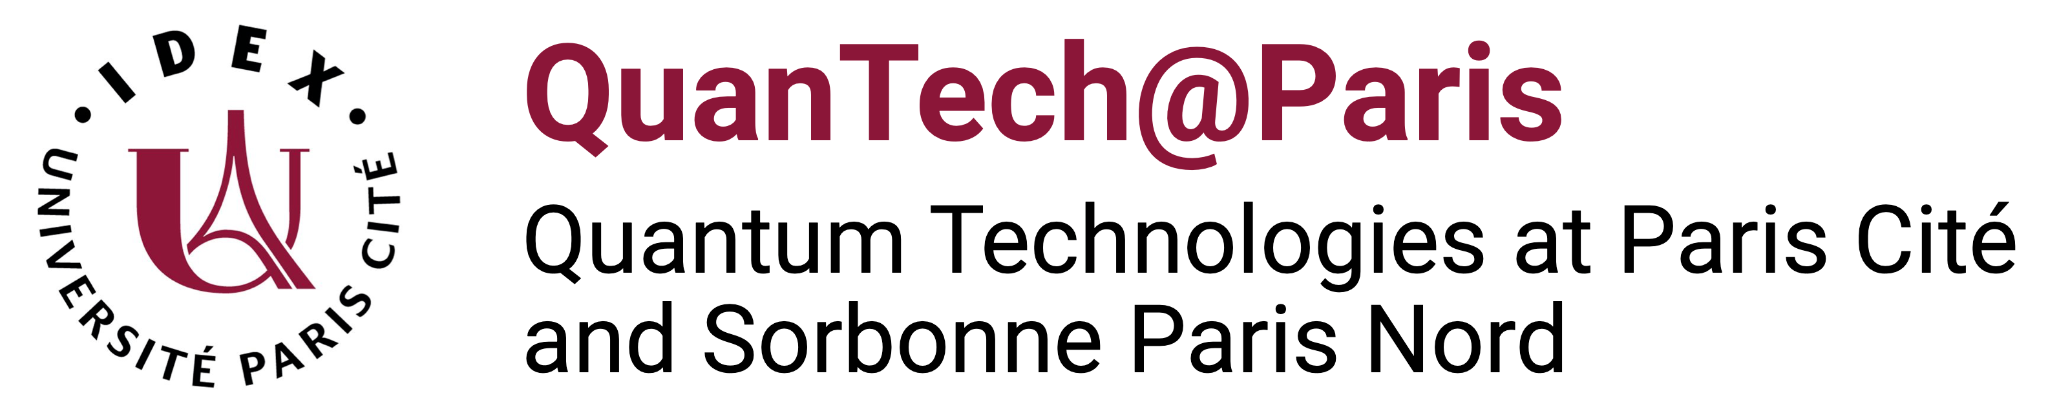 · IDEX ·
UNIVERSITÉ PARIS CITÉ
QuanTech@Paris
Quantum Technologies at Paris Cité
and Sorbonne Paris Nord